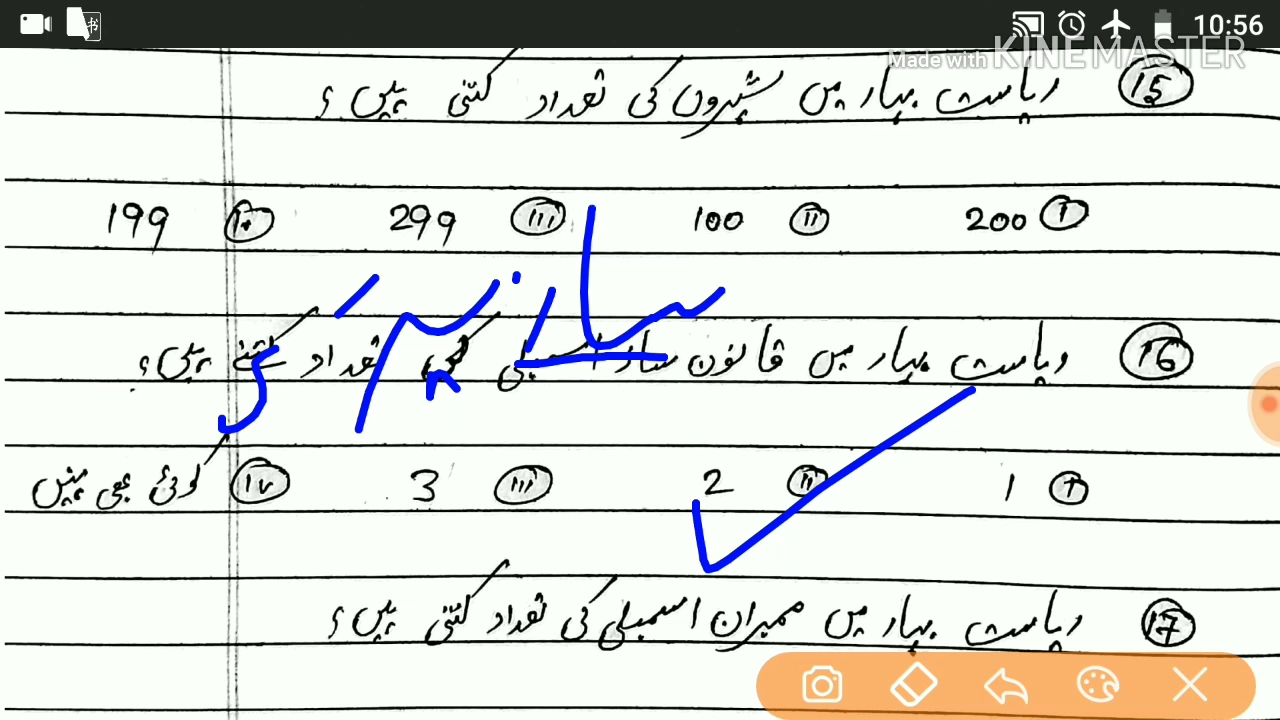 10:56
Made with KINEMASTER
15 ریاست بہار میں شہروں کی تعداد کتنی ہیں ؟
I 200 II 100 III 299 IV 199
16 ریاست بہار میں قانون ساز اسمبلی کی تعداد کتنے ہیں ؟
I 1 II 2 III 3 IV کوئی بھی نہیں
17 ریاست بہار میں ممبران اسمبلی کی تعداد کتنی ہیں ؟